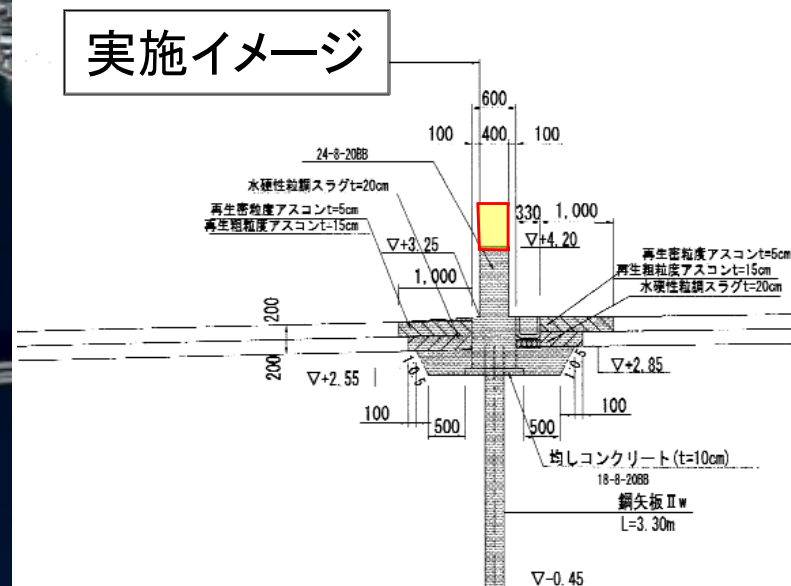 実施イメージ
600
100 400 100
24-8-20BB
水硬性粒鋼スラグt=20cm
再生密粒度アスコンt=5cm
再生粗粒度アスコンt=15cm
▽+3.25
1,000
330 1,000
▽+4.20
再生密粒度アスコンt=5cm
再生粗粒度アスコンt=15cm
水硬性粒鋼スラグt=20cm
200
200
▽+2.55
1:0.5
1:0.5
▽+2.85
100
500
500
100
均しコンクリート(t=10cm)
18-8-20BB
鋼矢板Ⅱw
L=3.30m
▽-0.45